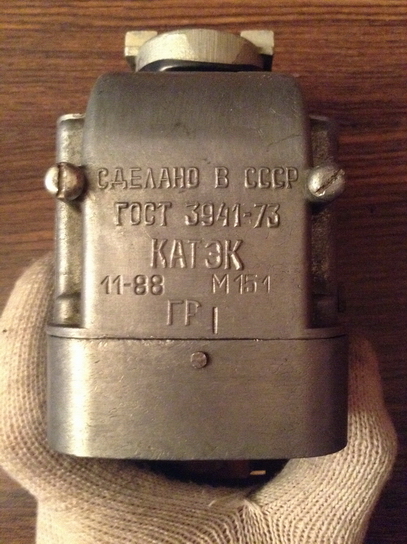 СДЕЛАНО В СССР
ГОСТ 3941-73
КАТЭК
11-88 М151
ГР I